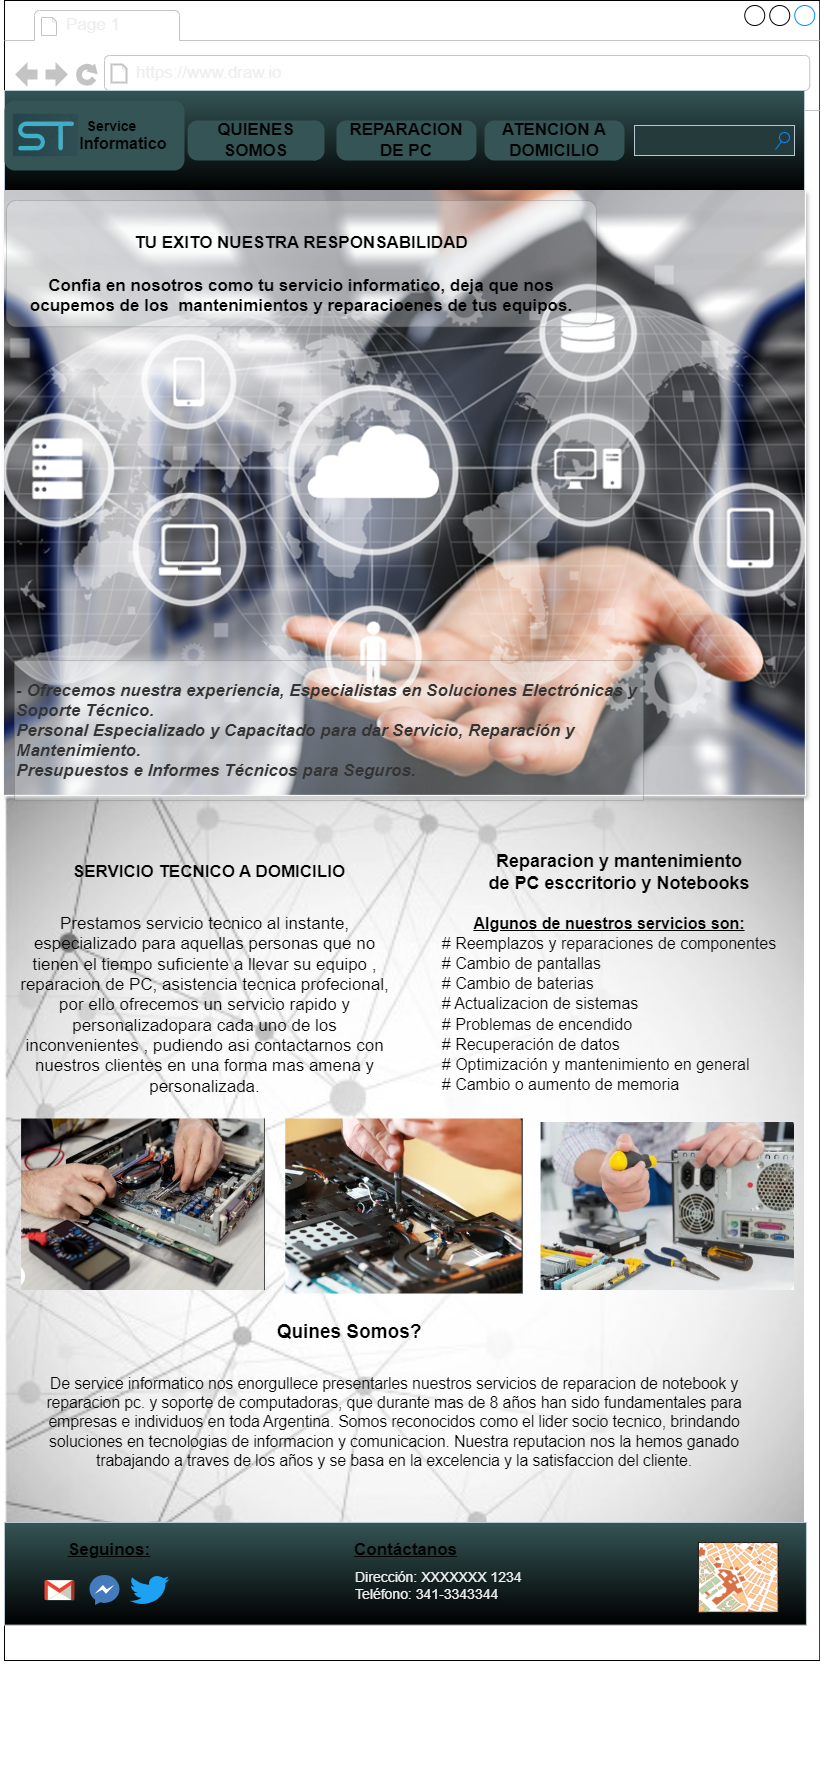 Page 1
https://www.draw.io
ST
Service
Informatico
QUIENES
SOMOS
REPARACION
DE PC
ATENCION A
DOMICILIO
TU EXITO NUESTRA RESPONSABILIDAD
Confia en nosotros como tu servicio informatico, deja que nos
ocupemos de los mantenimientos y reparacioenes de tus equipos.
- Ofrecemos nuestra experiencia, Especialistas en Soluciones Electrónicas y
Soporte Técnico.
Personal Especializado y Capacitado para dar Servicio, Reparación y
Mantenimiento.
Presupuestos e Informes Técnicos para Seguros.
SERVICIO TECNICO A DOMICILIO
Prestamos servicio tecnico al instante,
especializado para aquellas personas que no
tienen el tiempo suficiente a llevar su equipo ,
reparacion de PC, asistencia tecnica profecional,
por ello ofrecemos un servicio rapido y
personalizadopara cada uno de los
inconvenientes , pudiendo asi contactarnos con
nuestros clientes en una forma mas amena y
personalizada.
Reparacion y mantenimiento
de PC esccritorio y Notebooks
Algunos de nuestros servicios son:
# Reemplazos y reparaciones de componentes
# Cambio de pantallas
# Cambio de baterias
# Actualizacion de sistemas
# Problemas de encendido
# Recuperación de datos
# Optimización y mantenimiento en general
# Cambio o aumento de memoria
Quines Somos?
De service informatico nos enorgullece presentarles nuestros servicios de reparacion de notebook y
reparacion pc. y soporte de computadoras, que durante mas de 8 años han sido fundamentales para
empresas e individuos en toda Argentina. Somos reconocidos como el lider socio tecnico, brindando
soluciones en tecnologias de informacion y comunicacion. Nuestra reputacion nos la hemos ganado
trabajando a traves de los años y se basa en la excelencia y la satisfaccion del cliente.
Seguinos:
Contáctanos
Dirección: XXXXXXX 1234
Teléfono: 341-3343344